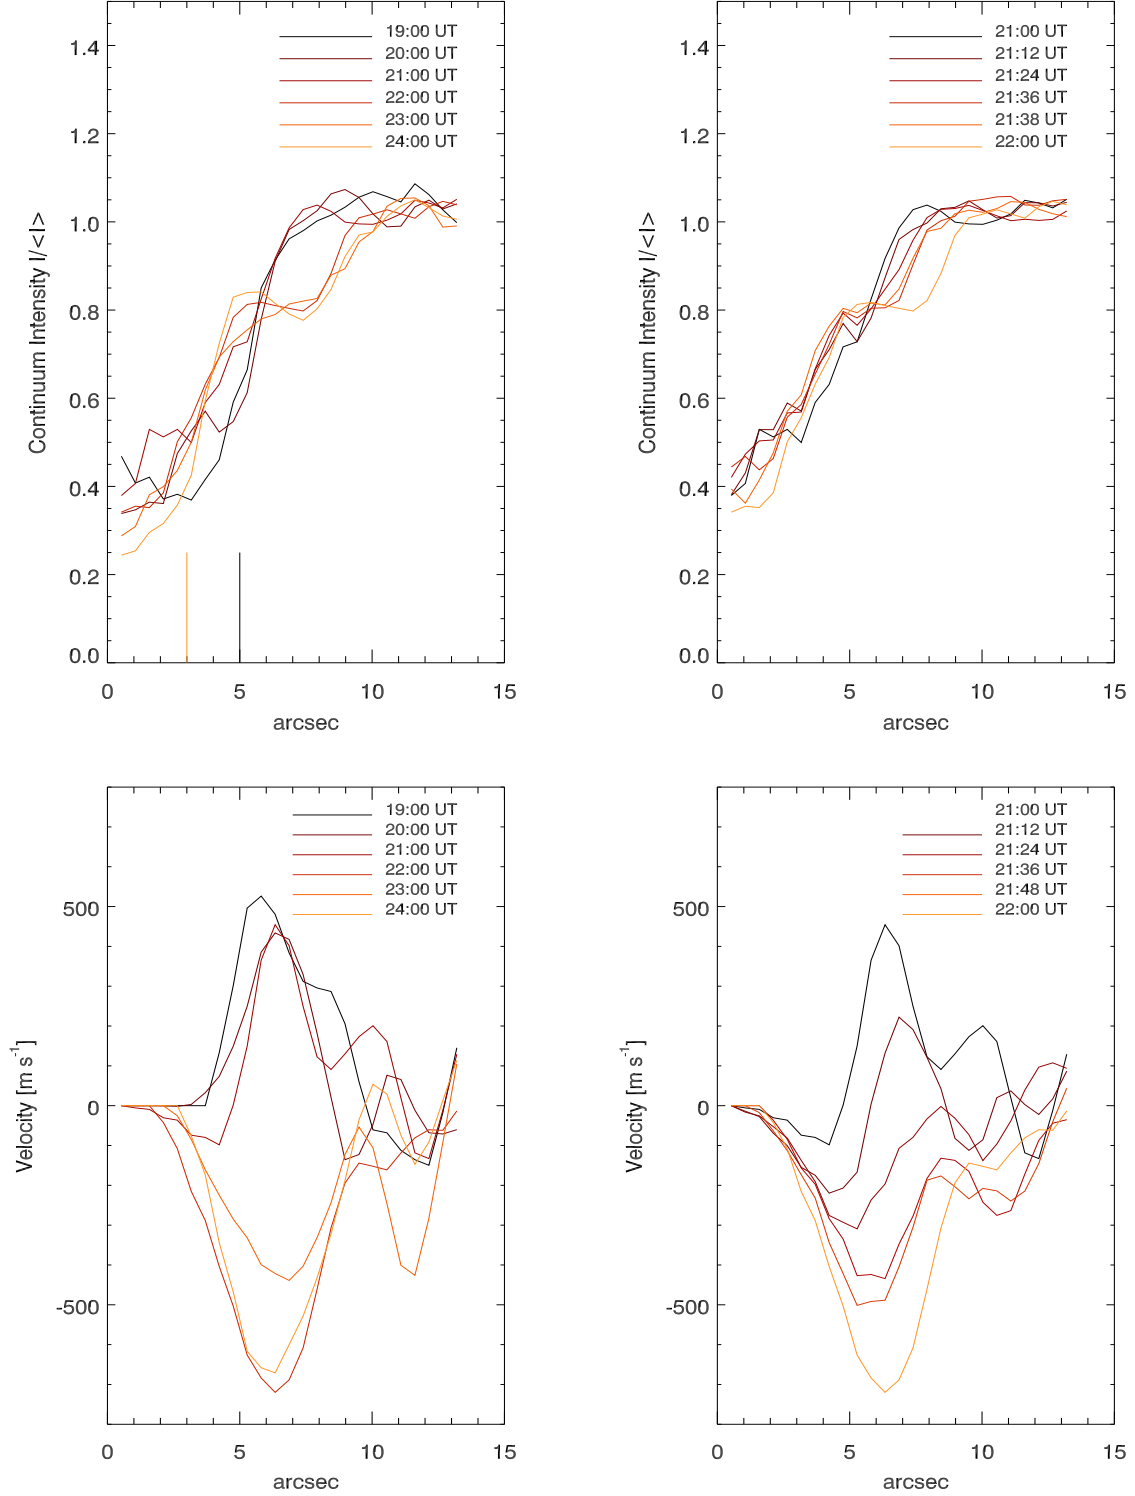 1.4
1.2
1.0
0.8
0.6
0.4
0.2
0.0
Continuum Intensity I/<I>
19:00 UT
20:00 UT
21:00 UT
22:00 UT
23:00 UT
24:00 UT
0 5 10 15
arcsec
1.4
1.2
1.0
0.8
0.6
0.4
0.2
0.0
Continuum Intensity I/<I>
21:00 UT
21:12 UT
21:24 UT
21:36 UT
21:38 UT
22:00 UT
0 5 10 15
arcsec
500
0
-500
Velocity [m s⁻¹]
19:00 UT
20:00 UT
21:00 UT
22:00 UT
23:00 UT
24:00 UT
0 5 10 15
arcsec
500
0
-500
Velocity [m s⁻¹]
21:00 UT
21:12 UT
21:24 UT
21:36 UT
21:48 UT
22:00 UT
0 5 10 15
arcsec